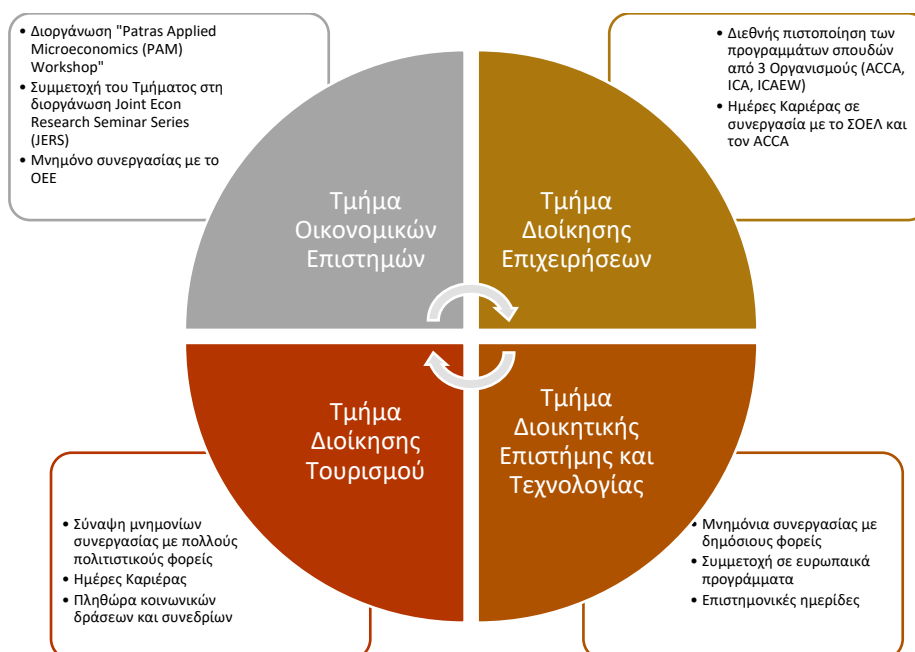 • Διοργάνωση "Patras Applied
Microeconomics (PAM)
Workshop"
• Συμμετοχή του Τμήματος στη
διοργάνωση Joint Econ
Research Seminar Series
(JERS)
• Μνημόνο συνεργασίας με το
ΟΕΕ
• Διεθνής πιστοποίηση των
προγραμμάτων σπουδών
από 3 Οργανισμούς (ACCA,
ICA, ICAEW)
• Ημέρες Καριέρας σε
συνεργασία με το ΣΟΕΛ και
τον ACCA
Τμήμα
Οικονομικών
Επιστημών
Τμήμα
Διοίκησης
Επιχειρήσεων
Τμήμα
Διοίκησης
Τουρισμού
Τμήμα
Διοικητικής
Επιστήμης και
Τεχνολογίας
• Σύναψη μνημονίων
συνεργασίας με πολλούς
πολιτιστικούς φορείς
• Ημέρες Καριέρας
• Πληθώρα κοινωνικών
δράσεων και συνεδρίων
• Μνημόνια συνεργασίας με
δημόσιους φορείς
• Συμμετοχή σε ευρωπαικά
προγράμματα
• Επιστημονικές ημερίδες